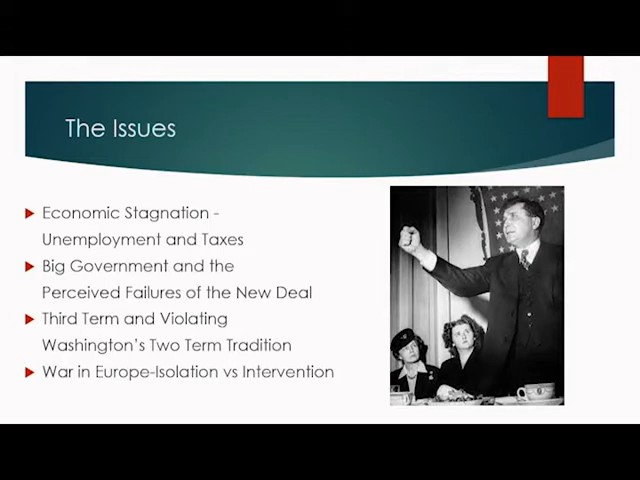 The Issues
Economic Stagnation -
Unemployment and Taxes
Big Government and the
Perceived Failures of the New Deal
Third Term and Violating
Washington's Two Term Tradition
War in Europe-Isolation vs Intervention